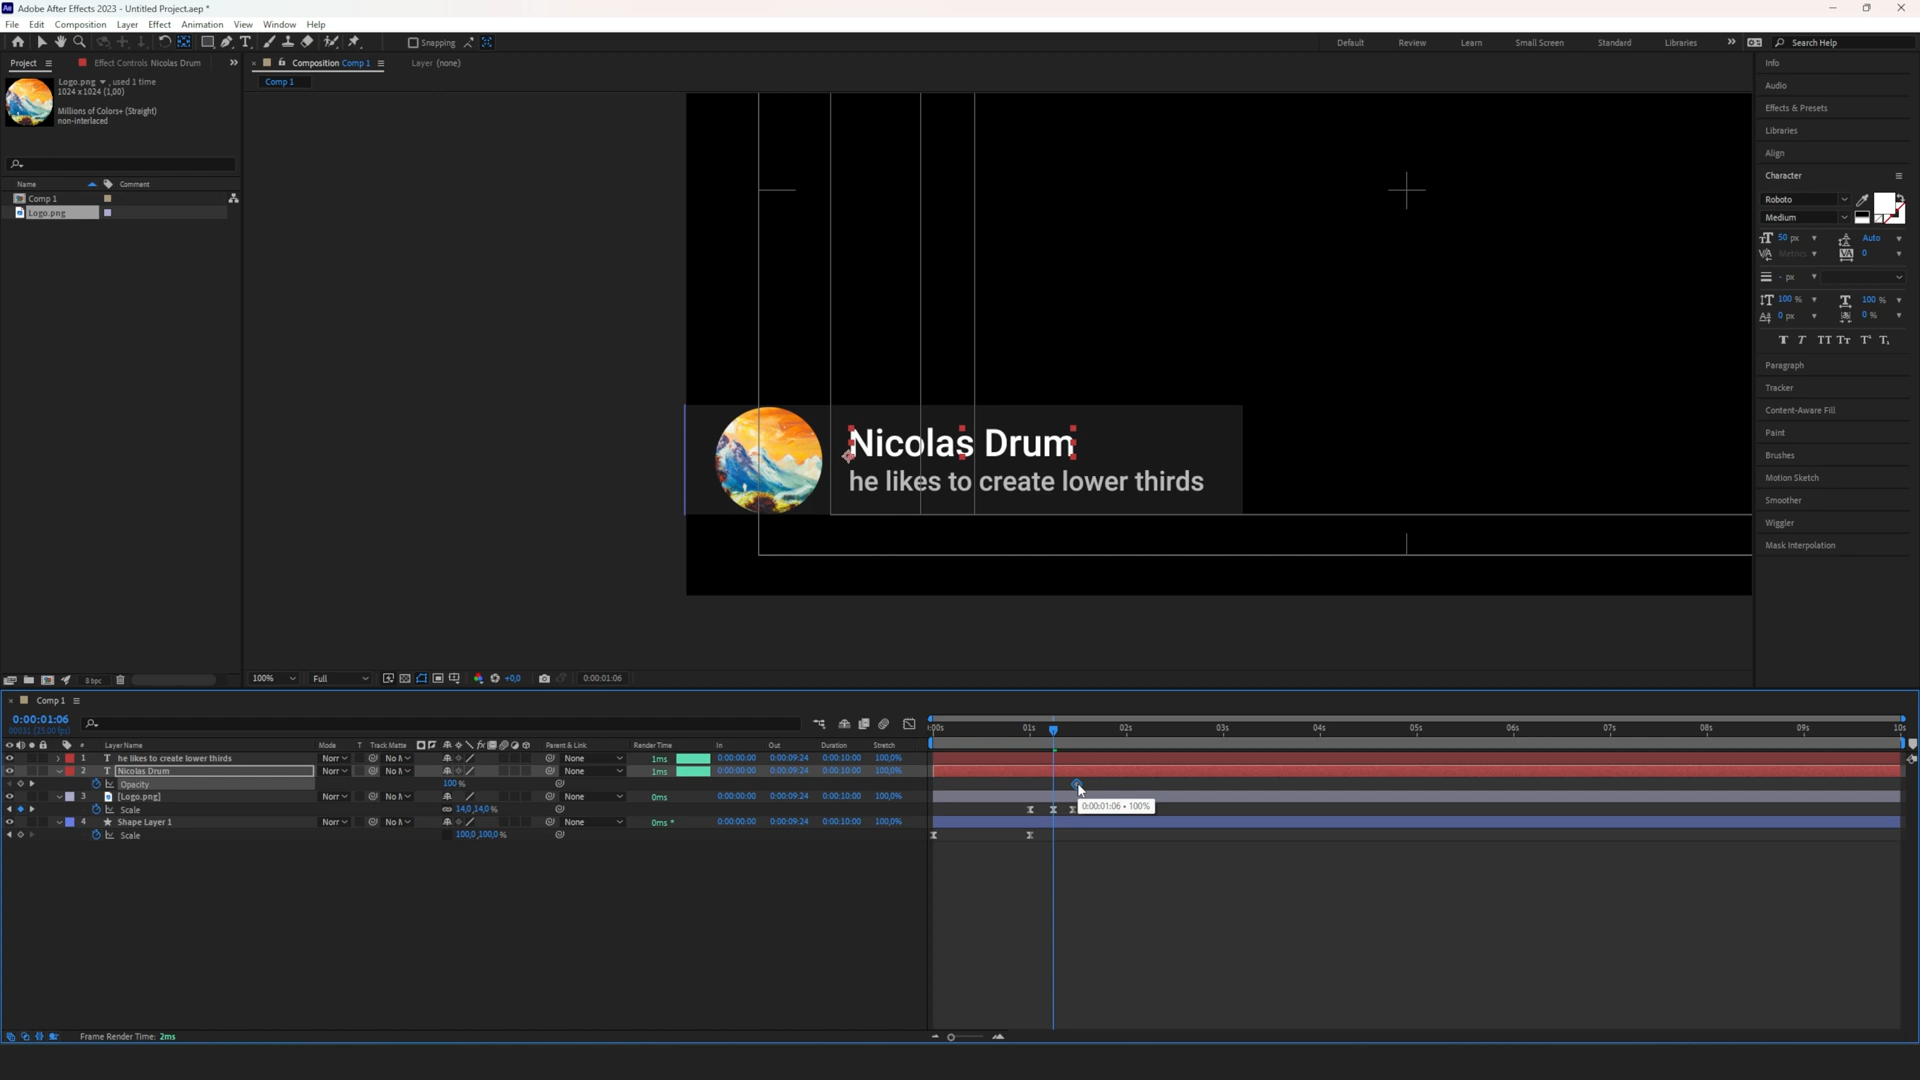 Adobe After Effects 2023 - Untitled Project.aep *
File Edit Composition Layer Effect Animation View Window Help
Snapping Default Review Learn Small Screen Standard Libraries Search Help
Project Effect Controls Nicolas Drum Composition Comp 1 Layer (none) Info
Logo.png , used 1 time
1024 x 1024 (1,00)
Comp 1
Audio
Millions of Colors+ (Straight)
non-interlaced
Effects & Presets
Libraries
Align
Character
Name Comment
Comp 1
Logo.png
Roboto
Medium
50 px Auto
Metrics 0
- px
100 % 100 %
0 px 0 %
Paragraph
Tracker
Content-Aware Fill
Paint
Brushes
Motion Sketch
Smoother
Wiggler
Mask Interpolation
Nicolas Drum
he likes to create lower thirds
8 bpc 100% Full +0,0 0:00:01:06
Comp 1
0:00:01:06
00031 (25.00 fps)
:00s 01s 02s 03s 04s 05s 06s 07s 08s 09s 10s
# Layer Name Mode T Track Matte Parent & Link Render Time In Out Duration Stretch
1 T he likes to create lower thirds Norr No M None 1ms 0:00:00:00 0:00:09:24 0:00:10:00 100,0%
2 T Nicolas Drum Norr No M None 1ms 0:00:00:00 0:00:09:24 0:00:10:00 100,0%
Opacity 100 %
3 [Logo.png] Norr No M None 0ms 0:00:00:00 0:00:09:24 0:00:10:00 100,0%
Scale 14,0,14,0 % 0:00:01:06 • 100%
4 Shape Layer 1 Norr No M None 0ms * 0:00:00:00 0:00:09:24 0:00:10:00 100,0%
Scale 100,0,100,0 %
Frame Render Time: 2ms